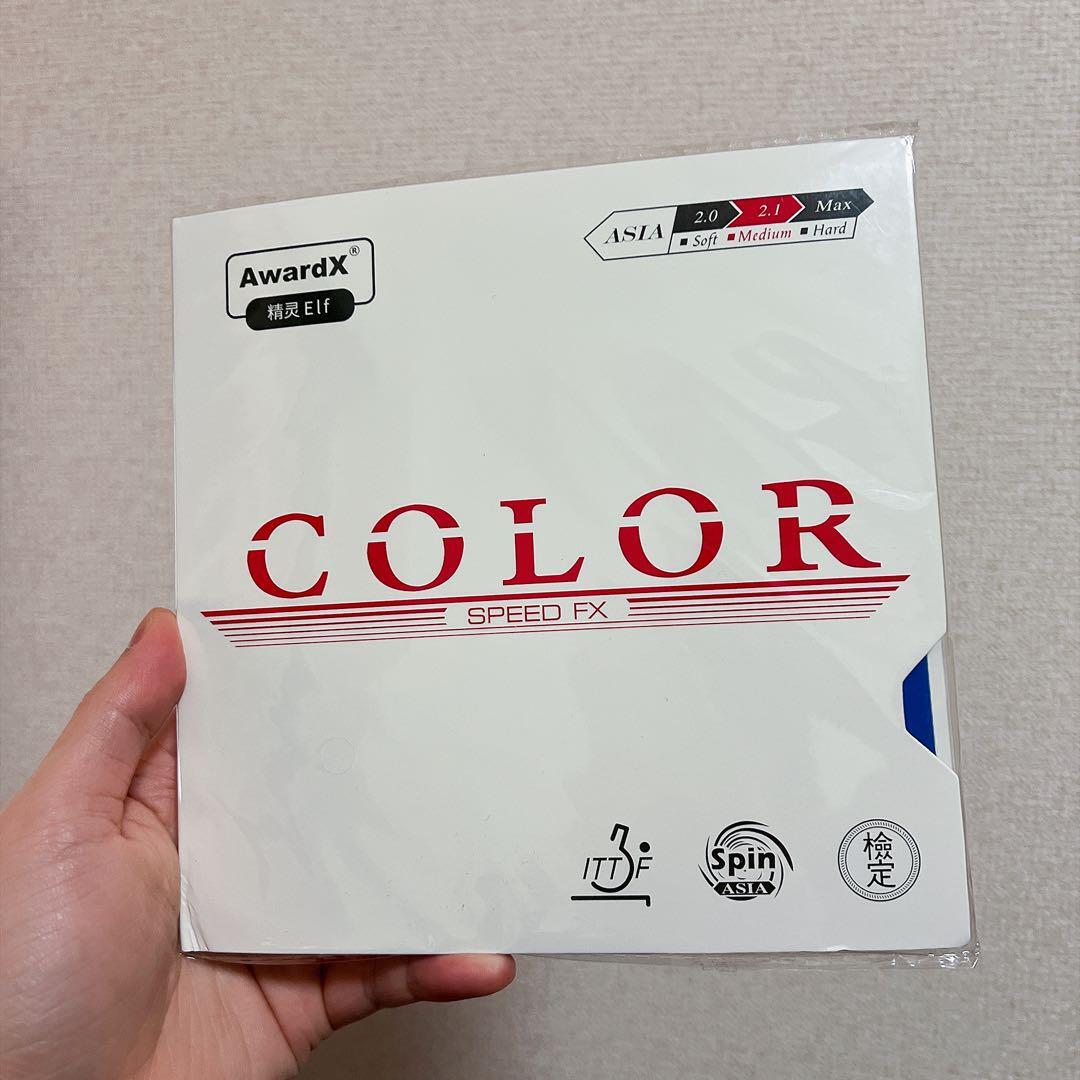 AwardX®
精灵 Elf
ASIA 2.0 2.1 Max
Soft Medium Hard
COLOR
SPEED FX
ITTF
Spin
ASIA
檢定